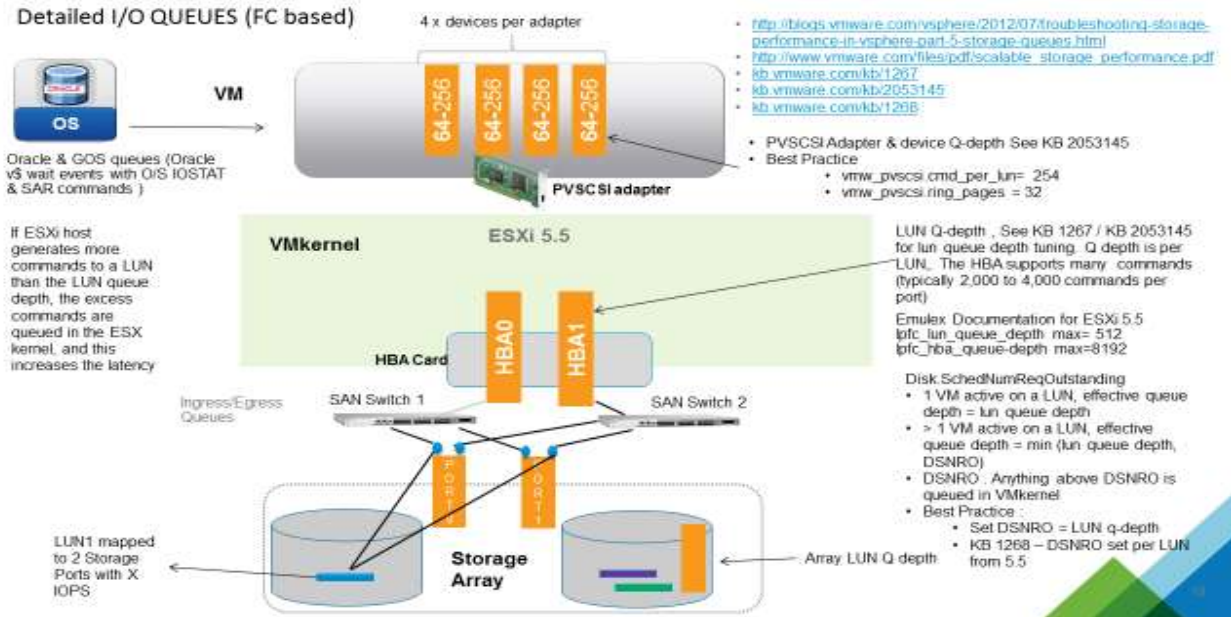 Detailed I/O QUEUES (FC based)
4 x devices per adapter
http://blogs.vmware.com/vsphere/2012/07/troubleshooting-storage-
performance-in-vsphere-part-5-storage-queues.html
http://www.vmware.com/files/pdf/scalable_storage_performance.pdf
kb.vmware.com/kb/1267
kb.vmware.com/kb/2053145
kb.vmware.com/kb/1268
ORACLE
OS
VM
64-256
64-256
64-256
64-256
PVSCSI adapter
Oracle & GOS queues (Oracle
v$ wait events with O/S IOSTAT
& SAR commands )
• PVSCSI Adapter & device Q-depth See KB 2053145
• Best Practice
• vmw_pvscsi.cmd_per_lun= 254
• vmw_pvscsi.ring_pages = 32
If ESXi host
generates more
commands to a LUN
than the LUN queue
depth, the excess
commands are
queued in the ESX
kernel, and this
increases the latency
VMkernel
ESXi 5.5
HBA0
HBA1
HBA Card
LUN Q-depth , See KB 1267 / KB 2053145
for lun queue depth tuning. Q depth is per
LUN, The HBA supports many commands
(typically 2,000 to 4,000 commands per
port)
Emulex Documentation for ESXi 5.5
lpfc_lun_queue_depth max= 512
lpfc_hba_queue-depth max=8192
Ingress/Egress
Queues
SAN Switch 1
SAN Switch 2
Disk.SchedNumReqOutstanding
• 1 VM active on a LUN, effective queue
depth = lun queue depth
• > 1 VM active on a LUN, effective
queue depth = min (lun queue depth,
DSNRO)
• DSNRO . Anything above DSNRO is
queued in VMkernel
• Best Practice :
• Set DSNRO = LUN q-depth
• KB 1268 – DSNRO set per LUN
from 5.5
LUN1 mapped
to 2 Storage
Ports with X
IOPS
Storage
Array
Array LUN Q depth